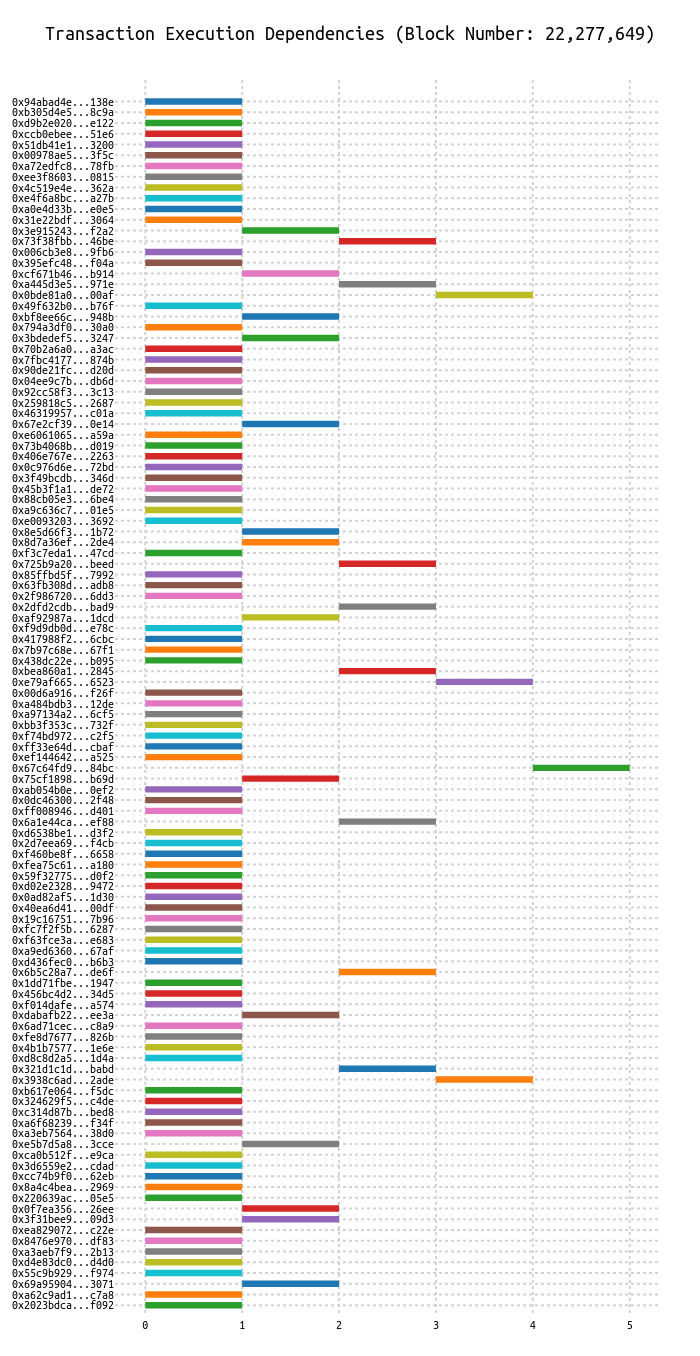 Transaction Execution Dependencies (Block Number: 22,277,649)
0x94abad4e...138e
0xb305d4e5...8c9a
0xd9b2e020...e122
0xccb0ebee...51e6
0x51db41e1...3200
0x00978ae5...3f5c
0xa72edfc8...78fb
0xee3f8603...0815
0x4c519e4e...362a
0xe4f6a8bc...a27b
0xa0e4d33b...e0e5
0x31e22bdf...3064
0x3e915243...f2a2
0x73f38fbb...46be
0x006cb3e8...9fb6
0x395efc48...f04a
0xcf671b46...b914
0xa445d3e5...971e
0x0bde81a0...00af
0x49f632b0...b76f
0xbf8ee66c...948b
0x794a3df0...30a0
0x3bdedef5...3247
0x70b2a6a0...a3ac
0x7fbc4177...874b
0x90de21fc...d20d
0x04ee9c7b...db6d
0x92cc58f3...3c13
0x259818c5...2687
0x46319957...c01a
0x67e2cf39...0e14
0xe6061065...a59a
0x73b4068b...d019
0x406e767e...2263
0x0c976d6e...72bd
0x3f49bcdb...346d
0x45b3f1a1...de72
0x88cb05e3...6be4
0xa9c636c7...01e5
0xe0093203...3692
0x8e5d66f3...1b72
0x8d7a36ef...2de4
0xf3c7eda1...47cd
0x725b9a20...beed
0x85ffbd5f...7992
0x63fb308d...adb8
0x2f986720...6dd3
0x2dfd2cdb...bad9
0xaf92987a...1dcd
0xf9d9db0d...e78c
0x417988f2...6cbc
0x7b97c68e...67f1
0x438dc22e...b095
0xbea860a1...2845
0xe79af665...6523
0x00d6a916...f26f
0xa484bdb3...12de
0xa97134a2...6cf5
0xbb3f353c...732f
0xf74bd972...c2f5
0xff33e64d...cbaf
0xef144642...a525
0x67c64fd9...84bc
0x75cf1898...b69d
0xab054b0e...0ef2
0x0dc46300...2f48
0xff008946...d401
0x6a1e44ca...ef88
0xd6538be1...d3f2
0x2d7eea69...f4cb
0xf460be8f...6658
0xfea75c61...a180
0x59f32775...d0f2
0xd02e2328...9472
0x0ad82af5...1d30
0x40ea6d41...00df
0x19c16751...7b96
0xfc7f2f5b...6287
0xf63fce3a...e683
0xa9ed6360...67af
0xd436fec0...b6b3
0x6b5c28a7...de6f
0x1dd71fbe...1947
0x456bc4d2...34d5
0xf014dafe...a574
0xdabafb22...ee3a
0x6ad71cec...c8a9
0xfe8d7677...826b
0x4b1b7577...1e6e
0xd8c8d2a5...1d4a
0x321d1c1d...babd
0x3938c6ad...2ade
0xb617e064...f5dc
0x324629f5...c4de
0xc314d87b...bed8
0xa6f68239...f34f
0xa3eb7564...38d0
0xe5b7d5a8...3cce
0xca0b512f...e9ca
0x3d6559e2...cdad
0xcc74b9f0...62eb
0x8a4c4bea...2969
0x220639ac...05e5
0x0f7ea356...26ee
0x3f31bee9...09d3
0xea829072...c22e
0x8476e970...df83
0xa3aeb7f9...2b13
0xd4e83dc0...d4d0
0x55c9b929...f974
0x69a95904...3071
0xa62c9ad1...c7a8
0x2023bdca...f092
0 1 2 3 4 5